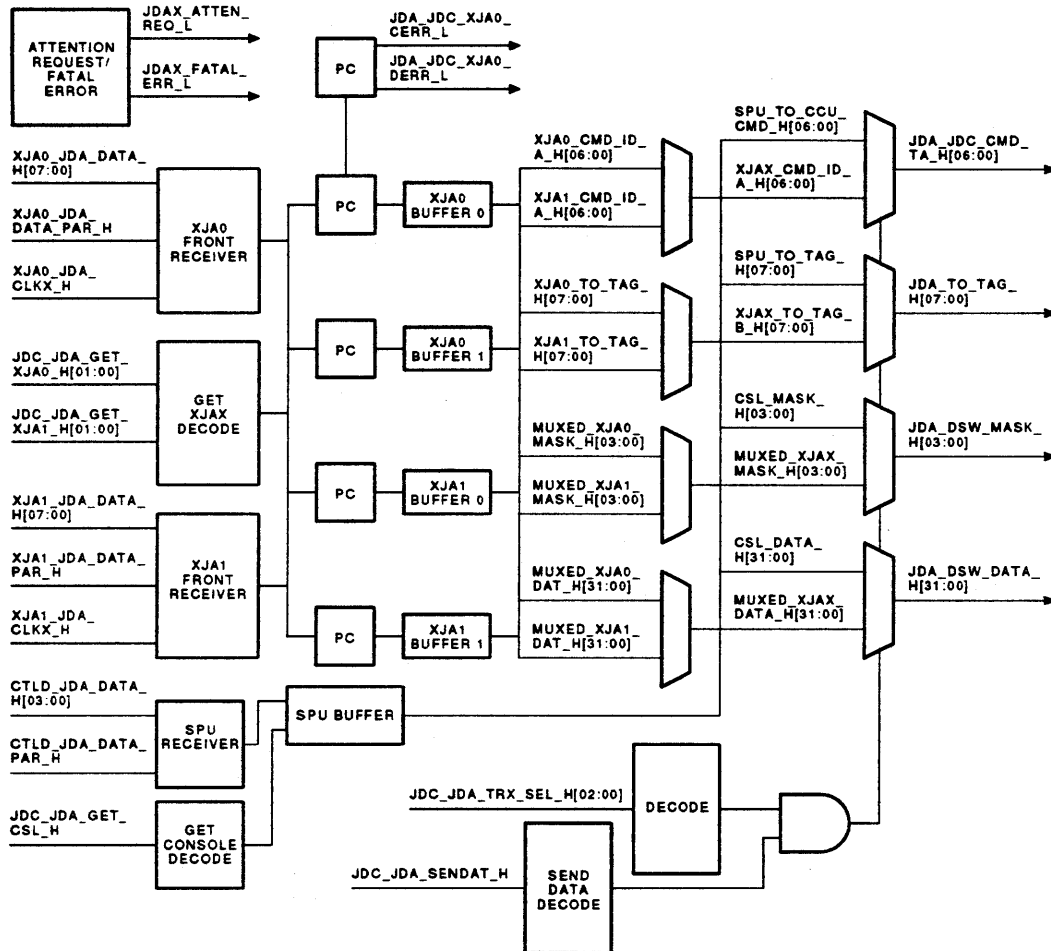 JDAX_ATTEN_
REQ_L
ATTENTION
REQUEST/
FATAL
ERROR
JDAX_FATAL_
ERR_L
PC
JDA_JDC_XJA0_
CERR_L
JDA_JDC_XJA0_
DERR_L
XJA0_JDA_DATA_
H[07:00]
XJA0_JDA_
DATA_PAR_H
XJA0_JDA_
CLKX_H
XJA0
FRONT
RECEIVER
JDC_JDA_GET_
XJA0_H[01:00]
JDC_JDA_GET_
XJA1_H[01:00]
GET
XJAX
DECODE
XJA1_JDA_DATA_
H[07:00]
XJA1_JDA_DATA_
PAR_H
XJA1_JDA_
CLKX_H
XJA1
FRONT
RECEIVER
CTLD_JDA_DATA_
H[03:00]
CTLD_JDA_DATA_
PAR_H
SPU
RECEIVER
JDC_JDA_GET_
CSL_H
GET
CONSOLE
DECODE
PC
XJA0
BUFFER 0
PC
XJA0
BUFFER 1
PC
XJA1
BUFFER 0
PC
XJA1
BUFFER 1
SPU BUFFER
XJA0_CMD_ID_
A_H[06:00]
XJA1_CMD_ID_
A_H[06:00]
XJA0_TO_TAG_
H[07:00]
XJA1_TO_TAG_
H[07:00]
MUXED_XJA0_
MASK_H[03:00]
MUXED_XJA1_
MASK_H[03:00]
MUXED_XJA0_
DAT_H[31:00]
MUXED_XJA1_
DAT_H[31:00]
SPU_TO_CCU_
CMD_H[06:00]
XJAX_CMD_ID_
A_H[06:00]
SPU_TO_TAG_
H[07:00]
XJAX_TO_TAG_
B_H[07:00]
CSL_MASK_
H[03:00]
MUXED_XJAX_
MASK_H[03:00]
CSL_DATA_
H[31:00]
MUXED_XJAX_
DATA_H[31:00]
JDA_JDC_CMD_
TA_H[06:00]
JDA_TO_TAG_
H[07:00]
JDA_DSW_MASK_
H[03:00]
JDA_DSW_DATA_
H[31:00]
JDC_JDA_TRX_SEL_H[02:00]
DECODE
JDC_JDA_SENDAT_H
SEND
DATA
DECODE